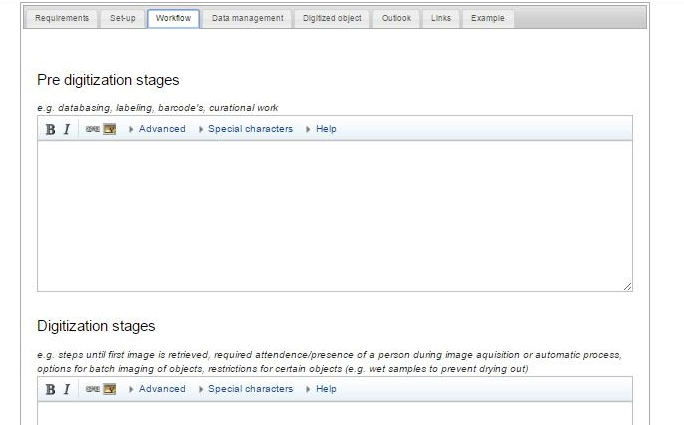 Requirements Set-up Workflow Data management Digitized object Outlook Links Example
Pre digitization stages
e.g. databasing, labeling, barcode's, curational work
B I Advanced Special characters Help
Digitization stages
e.g. steps until first image is retrieved, required attendence/presence of a person during image aquisition or automatic process,
options for batch imaging of objects, restrictions for certain objects (e.g. wet samples to prevent drying out)
B I Advanced Special characters Help